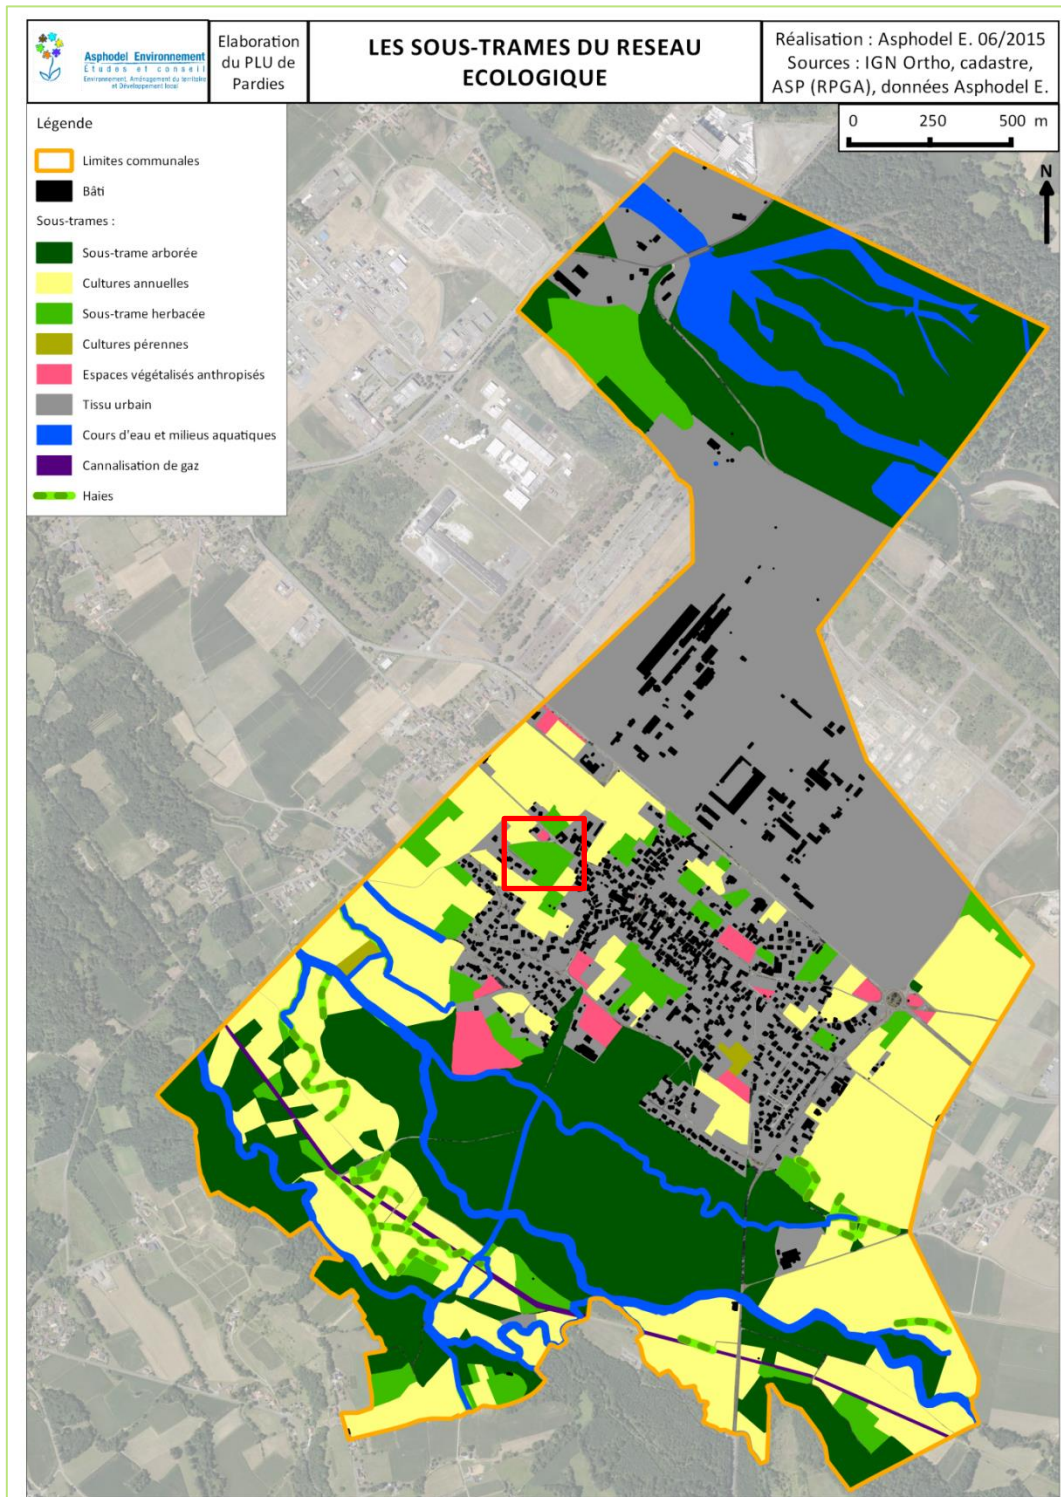 Asphodel Environnement
Études et conseil
Environnement, Aménagement du territoire
et Développement local
Elaboration
du PLU de
Pardies
LES SOUS-TRAMES DU RESEAU
ECOLOGIQUE
Réalisation : Asphodel E. 06/2015
Sources : IGN Ortho, cadastre,
ASP (RPGA), données Asphodel E.
0 250 500 m
N
Légende
Limites communales
Bâti
Sous-trames :
Sous-trame arborée
Cultures annuelles
Sous-trame herbacée
Cultures pérennes
Espaces végétalisés anthropisés
Tissu urbain
Cours d'eau et milieus aquatiques
Cannalisation de gaz
Haies